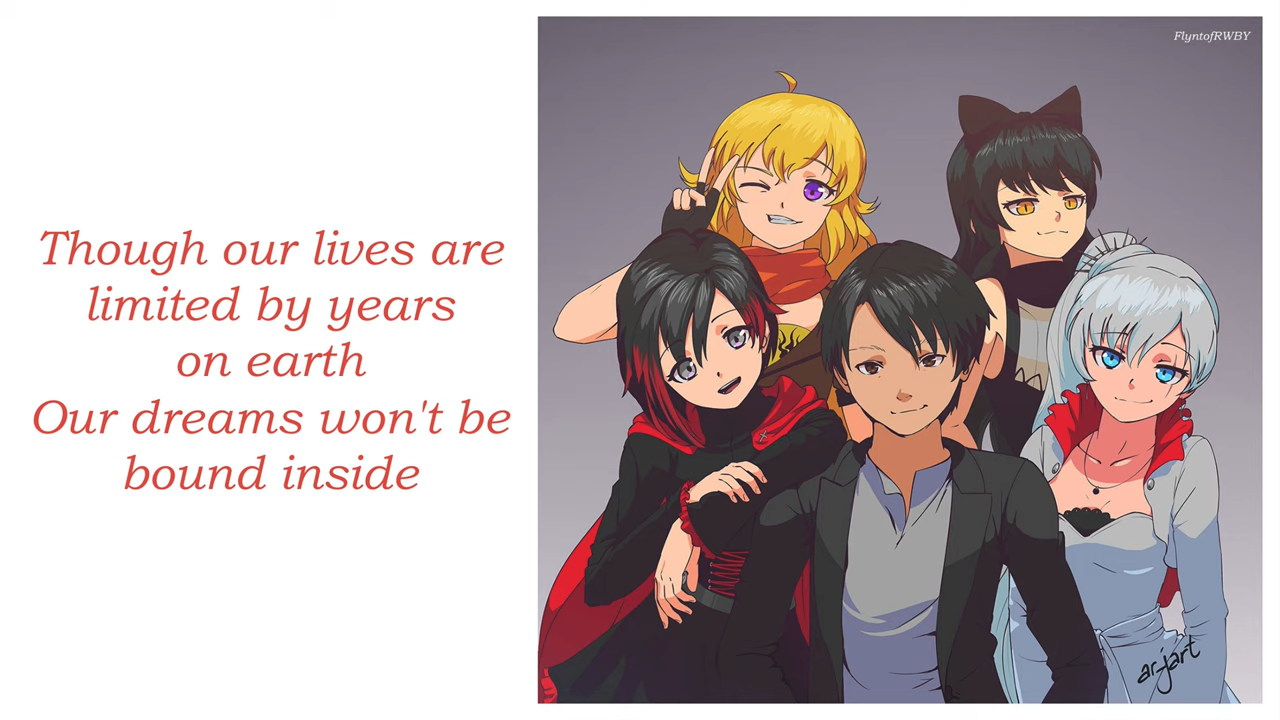 Though our lives are
limited by years
on earth
Our dreams won't be
bound inside
FlyntofRWBY
arjart